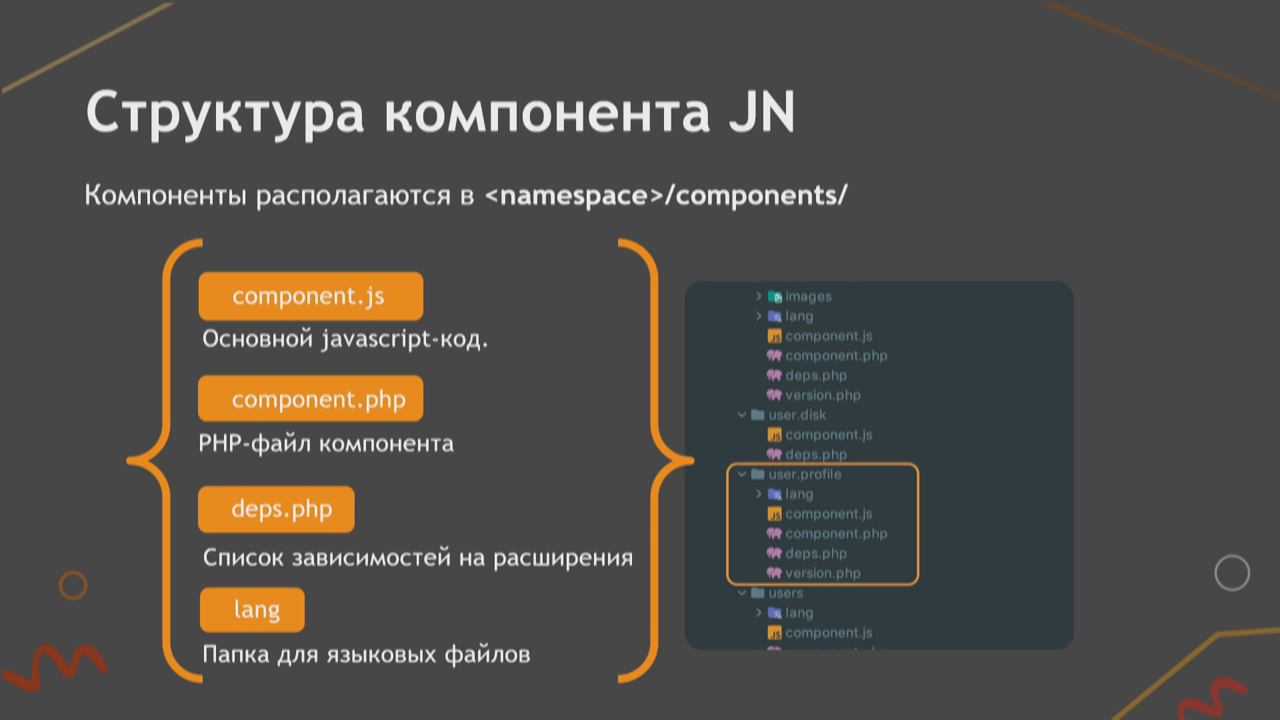 Структура компонента JN
Компоненты располагаются в <namespace>/components/
component.js
Основной javascript-код.
component.php
PHP-файл компонента
deps.php
Список зависимостей на расширения
lang
Папка для языковых файлов
images
lang
component.js
component.php
deps.php
version.php
user.disk
component.js
deps.php
user.profile
lang
component.js
component.php
deps.php
version.php
users
lang
component.js